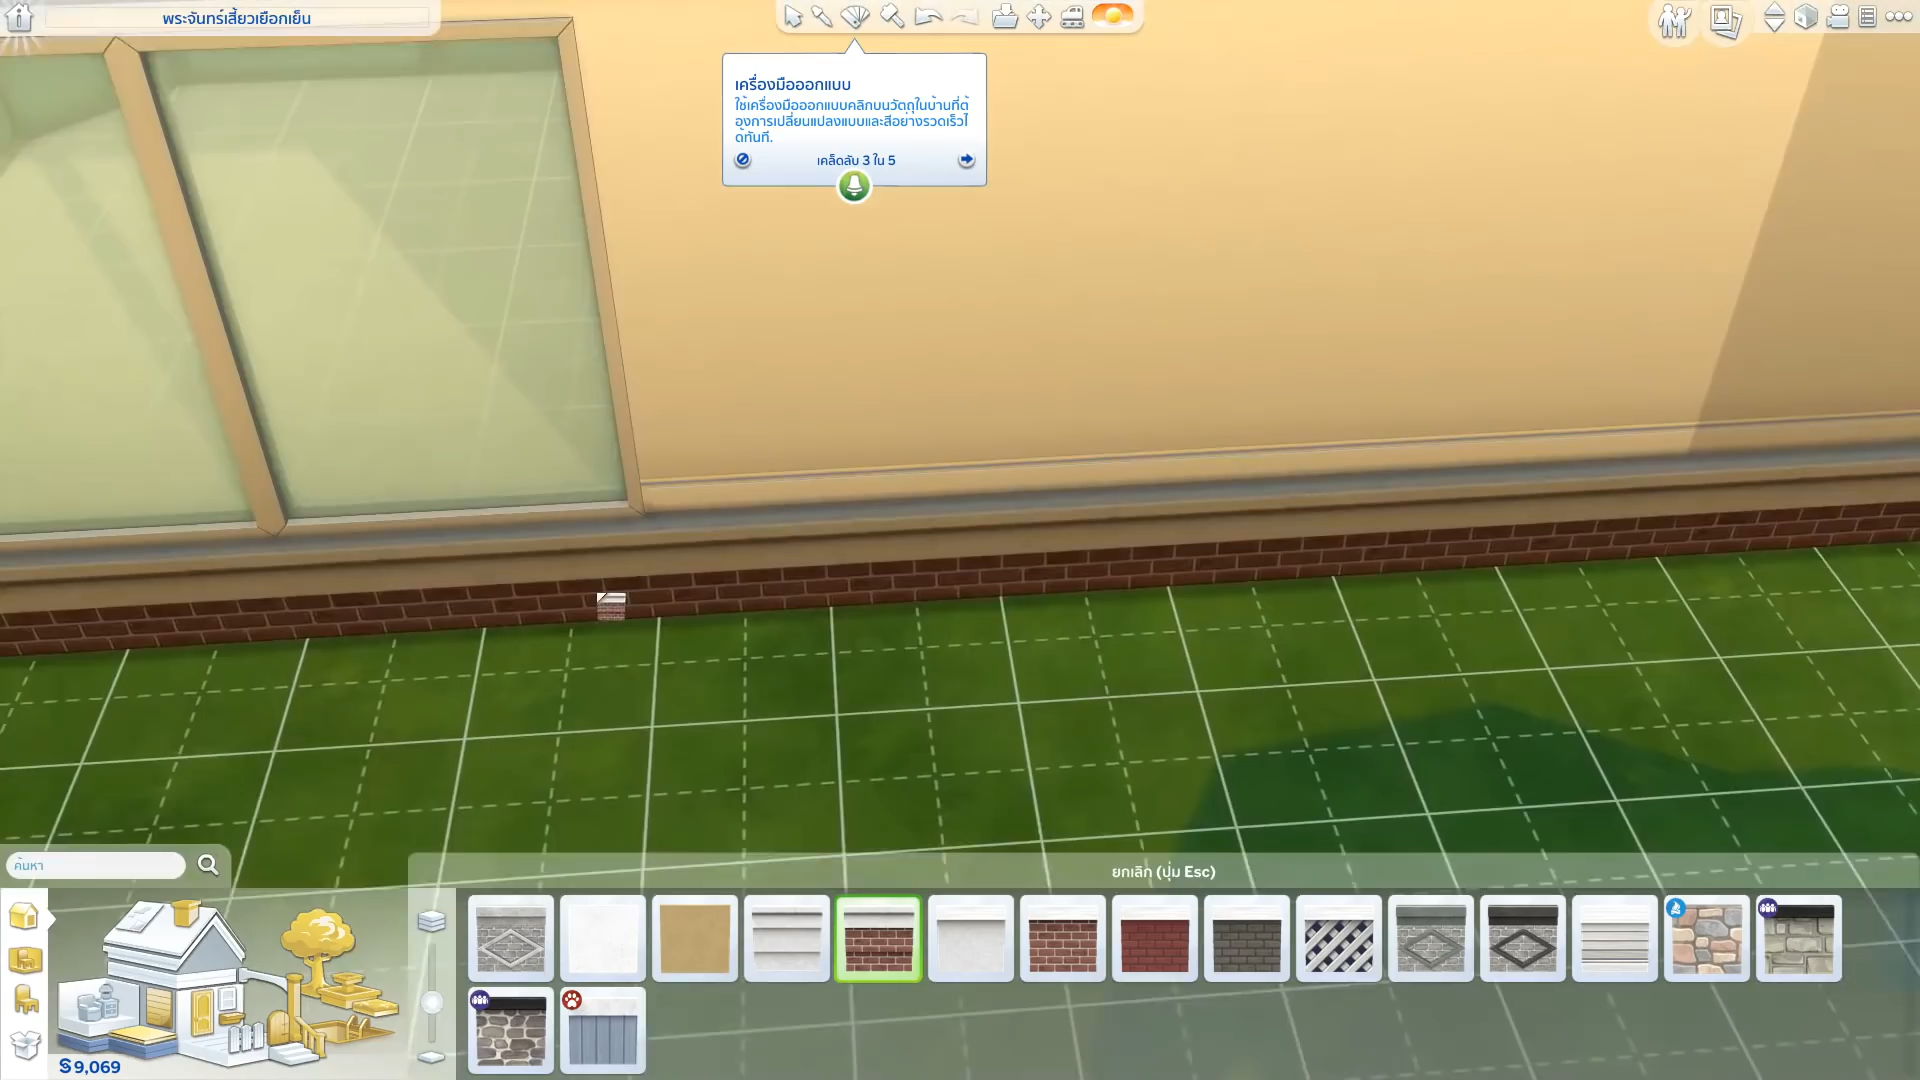 พระจันทร์เสี้ยวเยือกเย็น
เครื่องมือออกแบบ
ใช้เครื่องมือออกแบบคลิกบนวัตถุในบ้านที่ต้
องการเปลี่ยนแปลงแบบและสีอย่างรวดเร็วไ
ด้ทันที.
เคล็ดลับ 3 ใน 5
ค้นหา
ยกเลิก (ปุ่ม Esc)
§9,069